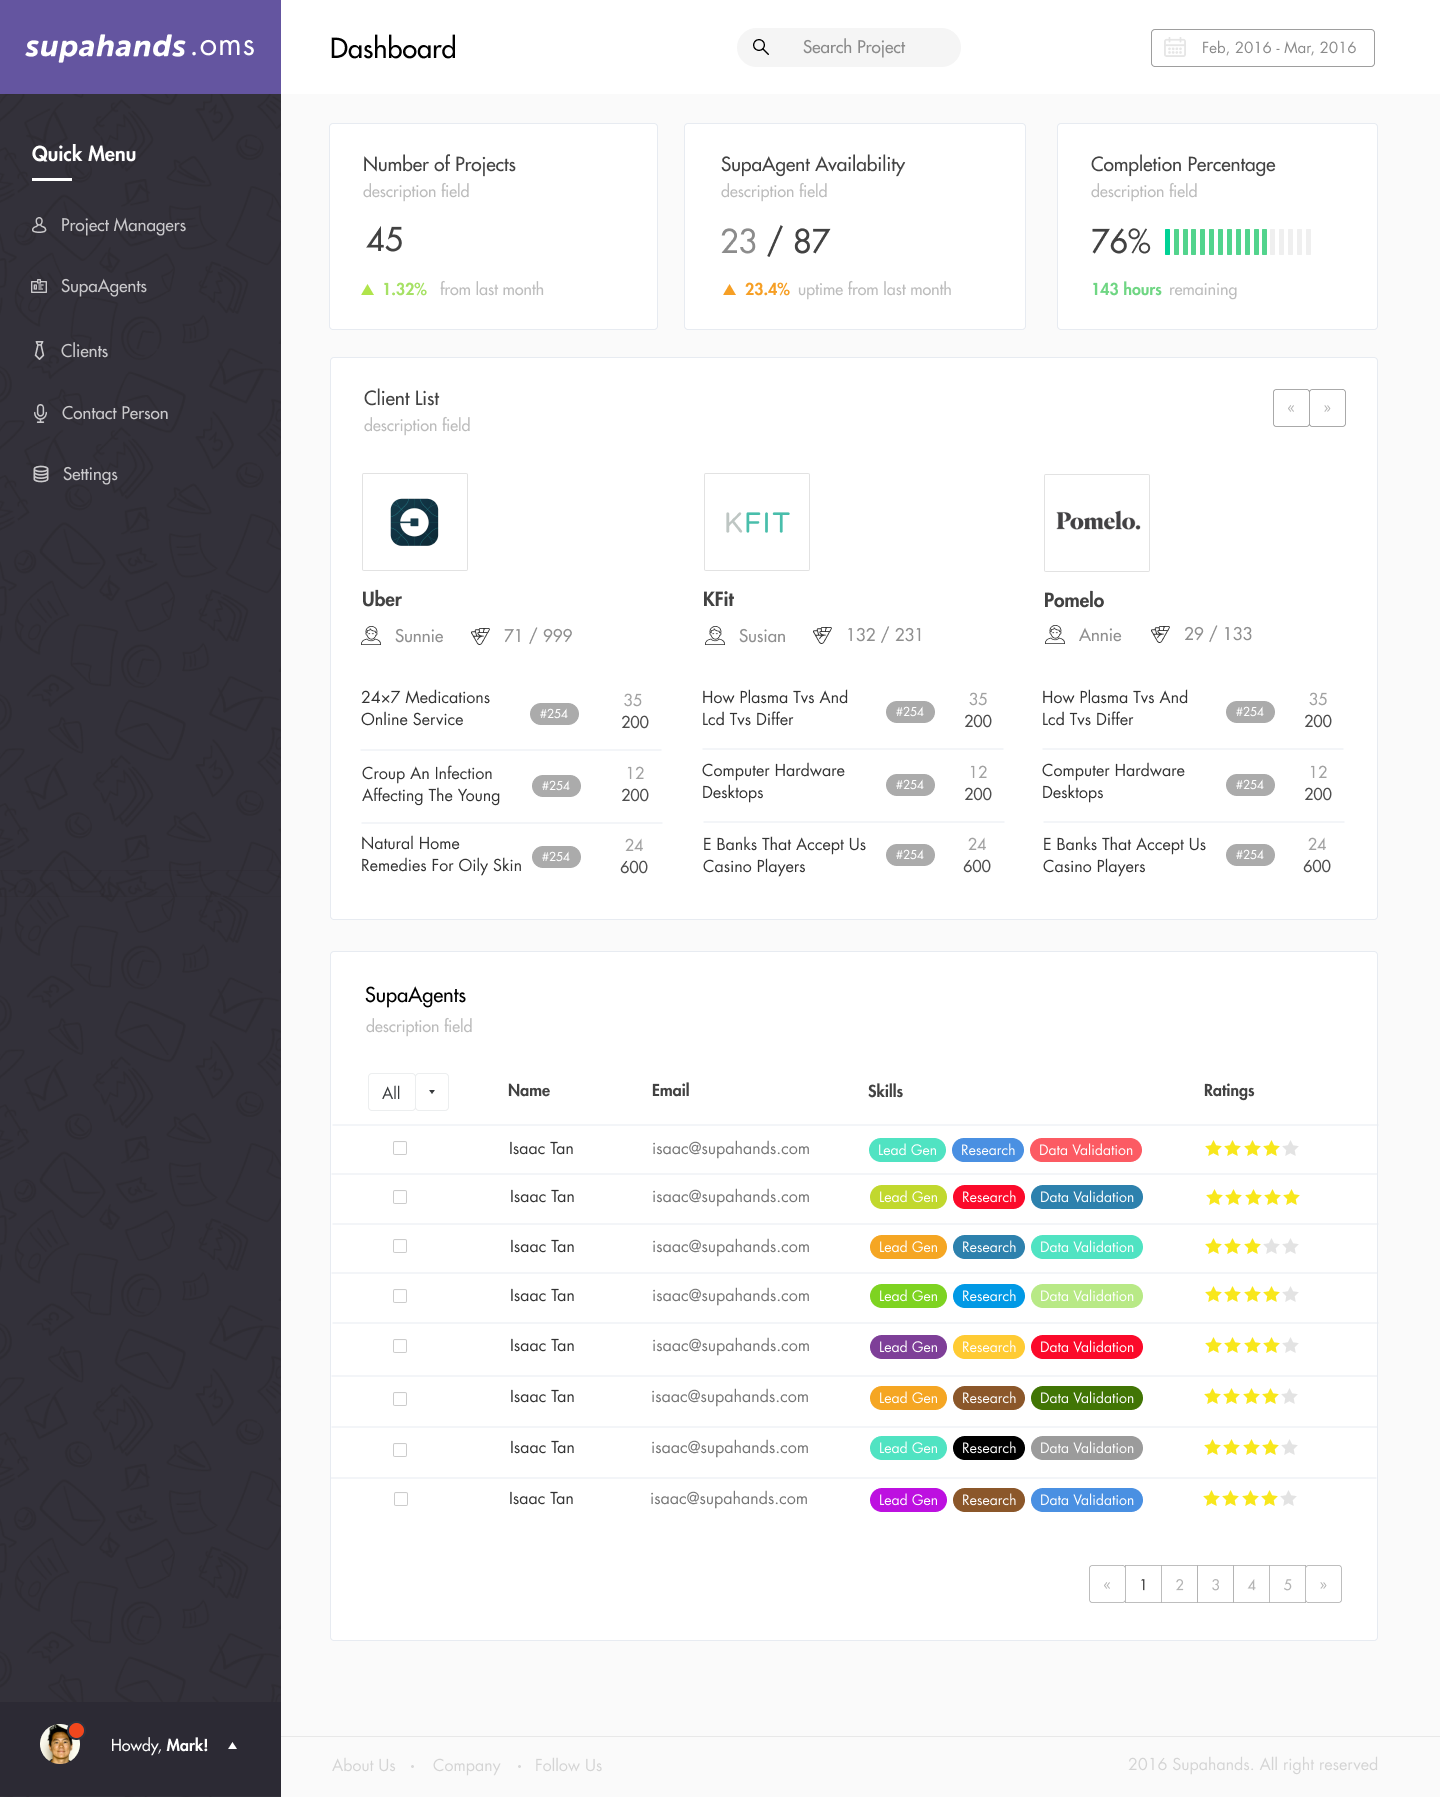 supahands.oms
Dashboard
Search Project
Feb, 2016 - Mar, 2016
Quick Menu
Project Managers
SupaAgents
Clients
Contact Person
Settings
Number of Projects
description field
45
1.32% from last month
SupaAgent Availability
description field
23 / 87
23.4% uptime from last month
Completion Percentage
description field
76%
143 hours remaining
Client List
description field
« »
Uber
Sunnie 71 / 999
24×7 Medications
Online Service
#254
35
200
Croup An Infection
Affecting The Young
#254
12
200
Natural Home
Remedies For Oily Skin
#254
24
600
KFIT
KFit
Susian 132 / 231
How Plasma Tvs And
Lcd Tvs Differ
#254
35
200
Computer Hardware
Desktops
#254
12
200
E Banks That Accept Us
Casino Players
#254
24
600
Pomelo.
Pomelo
Annie 29 / 133
How Plasma Tvs And
Lcd Tvs Differ
#254
35
200
Computer Hardware
Desktops
#254
12
200
E Banks That Accept Us
Casino Players
#254
24
600
SupaAgents
description field
All Name Email Skills Ratings
Isaac Tan isaac@supahands.com Lead Gen Research Data Validation
Isaac Tan isaac@supahands.com Lead Gen Research Data Validation
Isaac Tan isaac@supahands.com Lead Gen Research Data Validation
Isaac Tan isaac@supahands.com Lead Gen Research Data Validation
Isaac Tan isaac@supahands.com Lead Gen Research Data Validation
Isaac Tan isaac@supahands.com Lead Gen Research Data Validation
Isaac Tan isaac@supahands.com Lead Gen Research Data Validation
Isaac Tan isaac@supahands.com Lead Gen Research Data Validation
« 1 2 3 4 5 »
Howdy, Mark!
About Us • Company • Follow Us
2016 Supahands. All right reserved